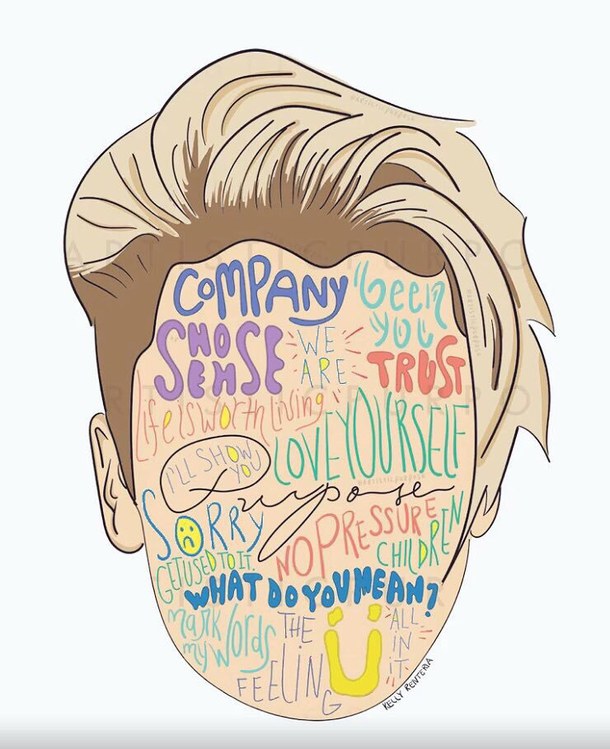 COMPANY
been you
NO SENSE
WE ARE
TRUST
Life is worth living
I'LL SHOW YOU
LOVE YOURSELF
Purpose
SORRY
NO PRESSURE
CHILDREN
GET USED TO IT.
WHAT DO YOU MEAN?
mark my words
THE FEELING
Ü
ALL IN IT
KELLY RENTERIA